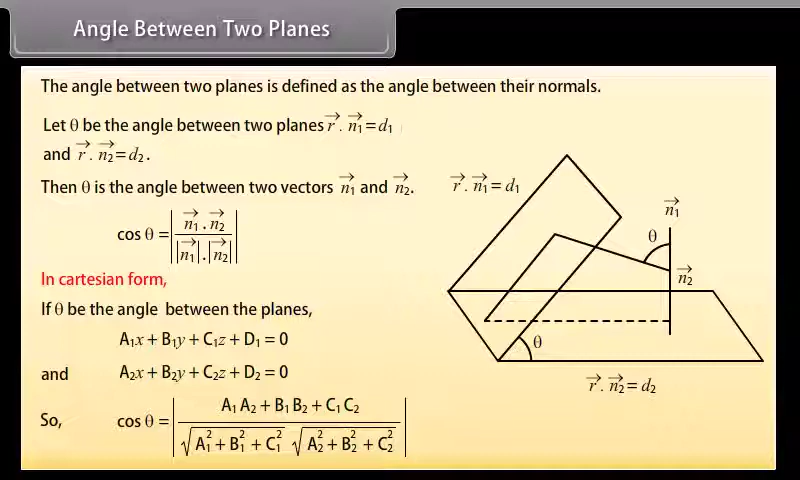 Angle Between Two Planes
The angle between two planes is defined as the angle between their normals.
Let θ be the angle between two planes r⃗ . n⃗₁ = d₁
and r⃗ . n⃗₂ = d₂.
Then θ is the angle between two vectors n⃗₁ and n⃗₂.
cos θ = | n⃗₁ . n⃗₂ / |n⃗₁| . |n⃗₂| |
In cartesian form,
If θ be the angle between the planes,
A₁x + B₁y + C₁z + D₁ = 0
and A₂x + B₂y + C₂z + D₂ = 0
So, cos θ = | A₁ A₂ + B₁ B₂ + C₁ C₂ / √(A₁² + B₁² + C₁²) √(A₂² + B₂² + C₂²) |
r⃗ . n⃗₁ = d₁
n⃗₁
θ
n⃗₂
θ
r⃗ . n⃗₂ = d₂